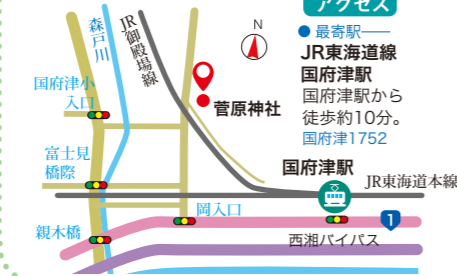 アクセス
最寄駅
JR東海道線
国府津駅
国府津駅から
徒歩約10分。
国府津1752
N
森戸川
JR御殿場線
国府津小
入口
菅原神社
富士見
橋際
国府津駅
JR東海道本線
岡入口
1
親木橋
西湘バイパス